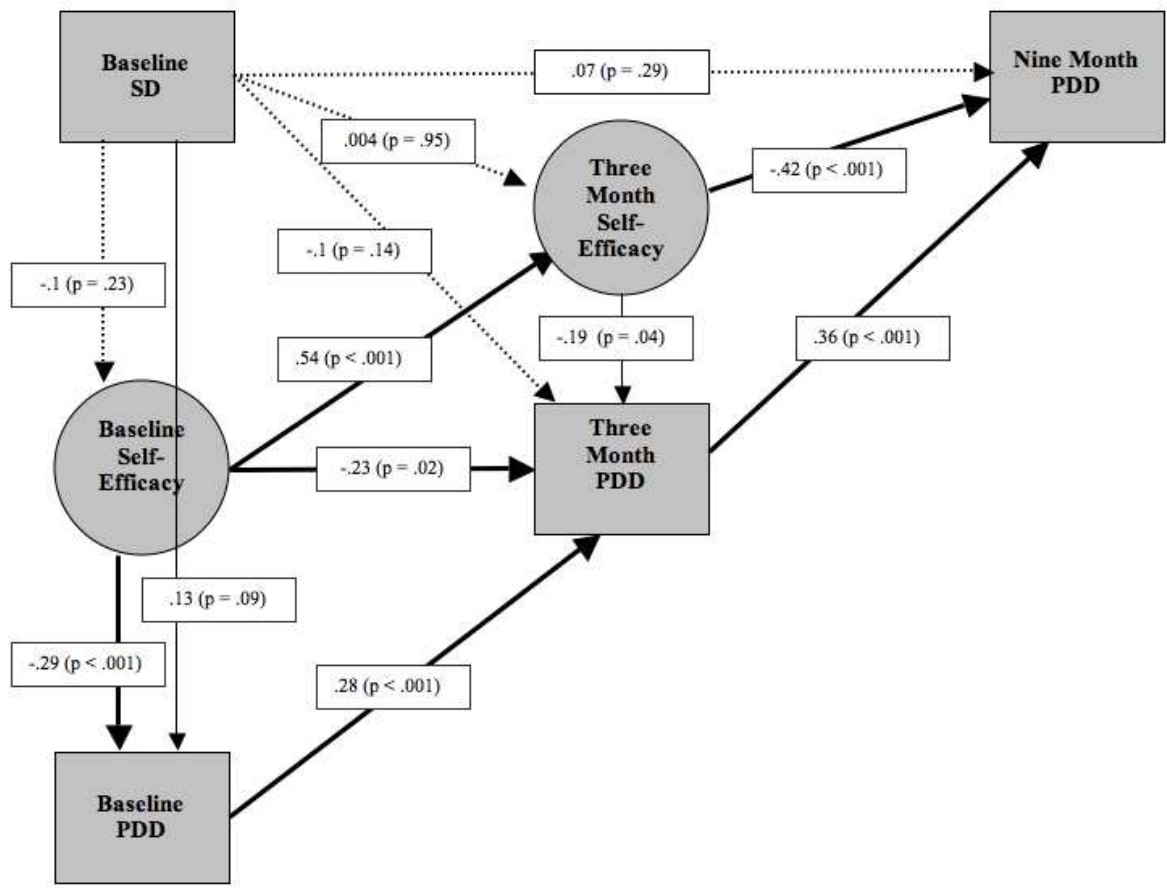 Baseline
SD
.07 (p = .29)
Nine Month
PDD
.004 (p = .95)
Three
Month
Self-
Efficacy
-.42 (p < .001)
-.1 (p = .14)
-.1 (p = .23)
-.19 (p = .04)
.36 (p < .001)
.54 (p < .001)
Baseline
Self-
Efficacy
-.23 (p = .02)
Three
Month
PDD
.13 (p = .09)
-.29 (p < .001)
.28 (p < .001)
Baseline
PDD